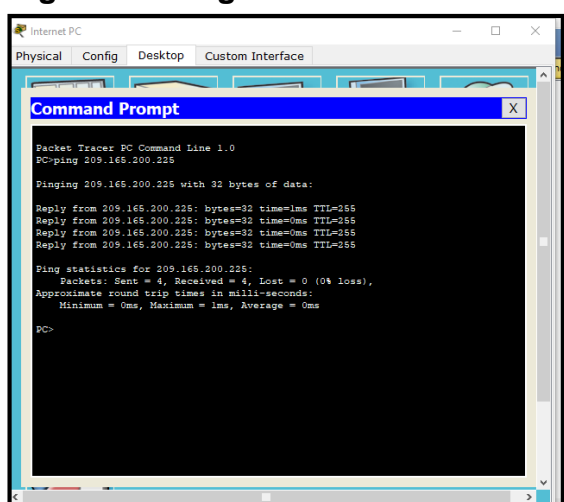 Internet PC
Physical Config Desktop Custom Interface
Command Prompt X
Packet Tracer PC Command Line 1.0
PC>ping 209.165.200.225
Pinging 209.165.200.225 with 32 bytes of data:
Reply from 209.165.200.225: bytes=32 time=1ms TTL=255
Reply from 209.165.200.225: bytes=32 time=0ms TTL=255
Reply from 209.165.200.225: bytes=32 time=0ms TTL=255
Reply from 209.165.200.225: bytes=32 time=0ms TTL=255
Ping statistics for 209.165.200.225:
Packets: Sent = 4, Received = 4, Lost = 0 (0% loss),
Approximate round trip times in milli-seconds:
Minimum = 0ms, Maximum = 1ms, Average = 0ms
PC>